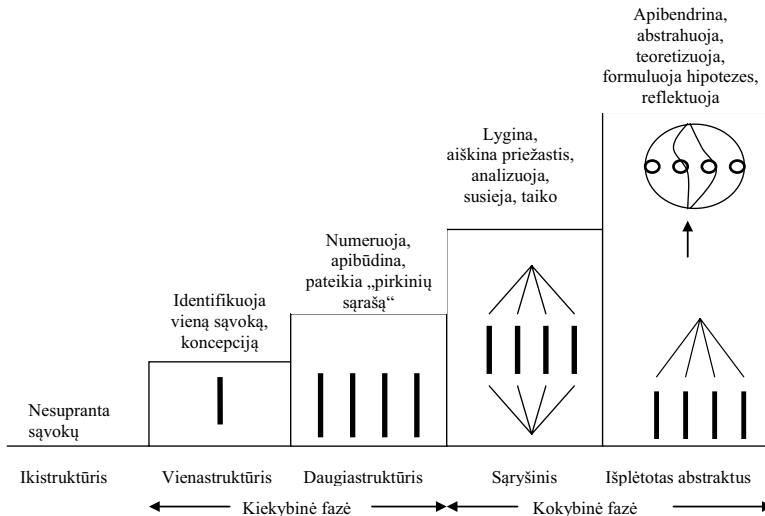 Apibendrina,
abstrahuoja,
teoretizuoja,
formuluoja hipotezes,
reflektuoja
Lygina,
aiškina priežastis,
analizuoja,
susieja, taiko
Numeruoja,
apibūdina,
pateikia „pirkinių
sąrašą“
Identifikuoja
vieną sąvoką,
koncepciją
Nesupranta
sąvokų
Ikistruktūris
Vienastruktūris
Daugiastruktūris
Sąryšinis
Išplėtotas abstraktus
Kiekybinė fazė
Kokybinė fazė